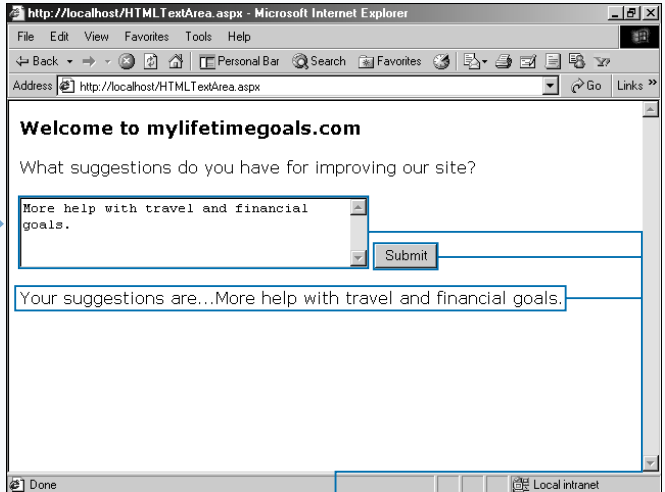 http://localhost/HTMLTextArea.aspx - Microsoft Internet Explorer
File Edit View Favorites Tools Help
Back Personal Bar Search Favorites
Address http://localhost/HTMLTextArea.aspx Go Links »
Welcome to mylifetimegoals.com
What suggestions do you have for improving our site?
More help with travel and financial
goals.
Submit
Your suggestions are...More help with travel and financial goals.
Done Local intranet